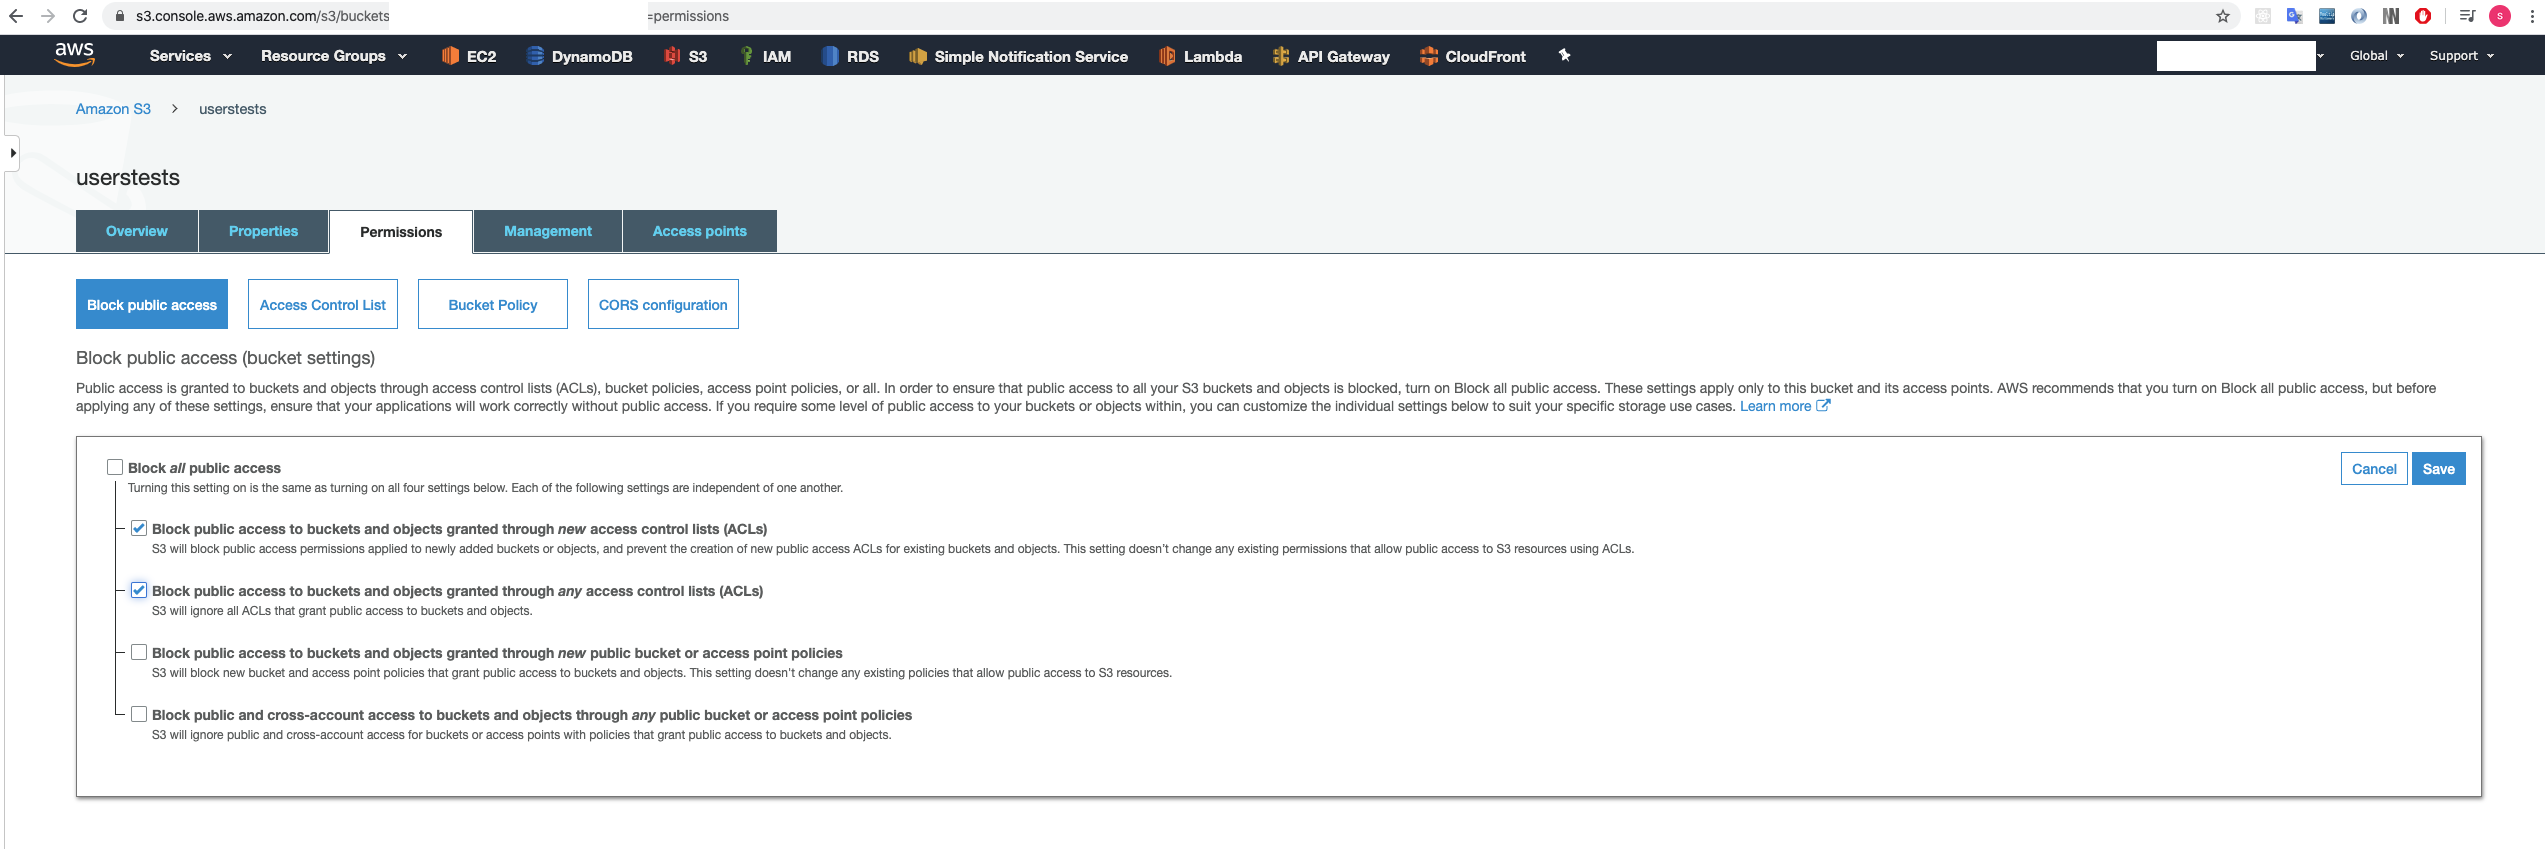 s3.console.aws.amazon.com/s3/buckets =permissions
aws Services Resource Groups EC2 DynamoDB S3 IAM RDS Simple Notification Service Lambda API Gateway CloudFront Global Support
Amazon S3 > userstests
userstests
Overview Properties Permissions Management Access points
Block public access Access Control List Bucket Policy CORS configuration
Block public access (bucket settings)
Public access is granted to buckets and objects through access control lists (ACLs), bucket policies, access point policies, or all. In order to ensure that public access to all your S3 buckets and objects is blocked, turn on Block all public access. These settings apply only to this bucket and its access points. AWS recommends that you turn on Block all public access, but before
applying any of these settings, ensure that your applications will work correctly without public access. If you require some level of public access to your buckets or objects within, you can customize the individual settings below to suit your specific storage use cases. Learn more
Block all public access
Cancel Save
Turning this setting on is the same as turning on all four settings below. Each of the following settings are independent of one another.
Block public access to buckets and objects granted through new access control lists (ACLs)
S3 will block public access permissions applied to newly added buckets or objects, and prevent the creation of new public access ACLs for existing buckets and objects. This setting doesn't change any existing permissions that allow public access to S3 resources using ACLs.
Block public access to buckets and objects granted through any access control lists (ACLs)
S3 will ignore all ACLs that grant public access to buckets and objects.
Block public access to buckets and objects granted through new public bucket or access point policies
S3 will block new bucket and access point policies that grant public access to buckets and objects. This setting doesn't change any existing policies that allow public access to S3 resources.
Block public and cross-account access to buckets and objects through any public bucket or access point policies
S3 will ignore public and cross-account access for buckets or access points with policies that grant public access to buckets and objects.